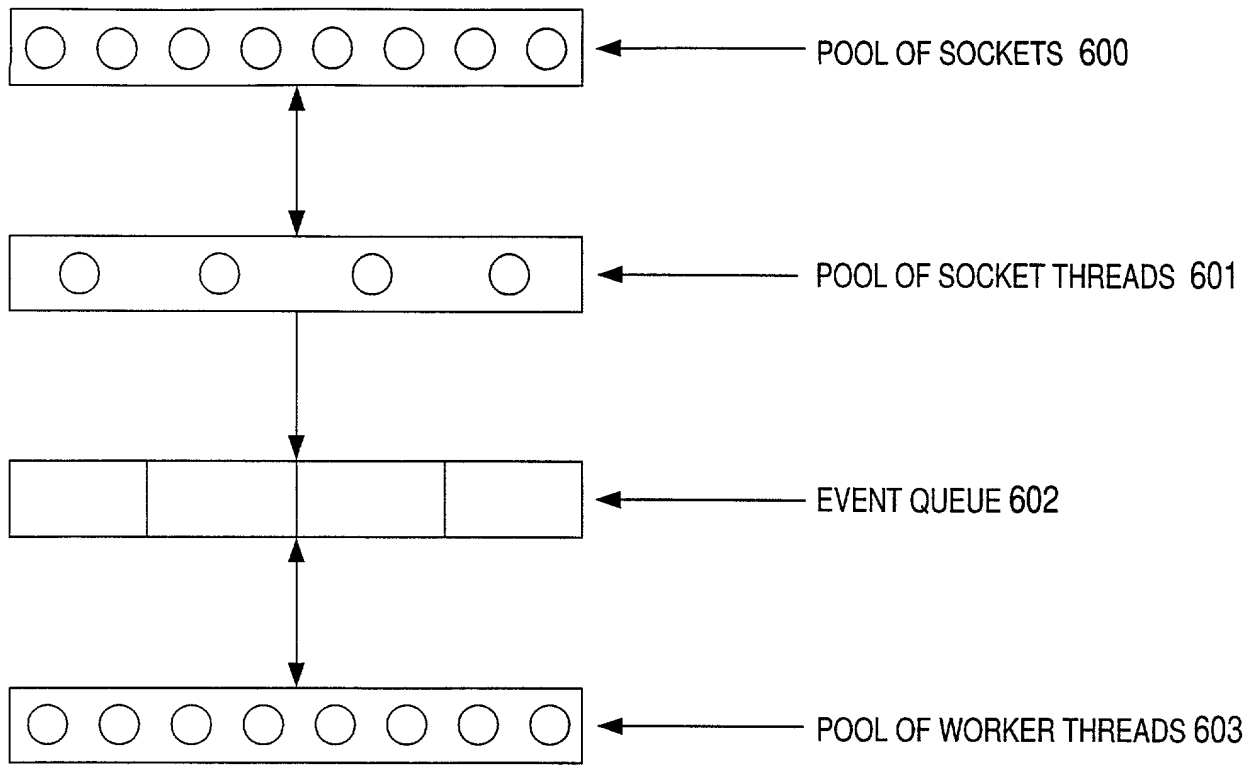 POOL OF SOCKETS 600
POOL OF SOCKET THREADS 601
EVENT QUEUE 602
POOL OF WORKER THREADS 603